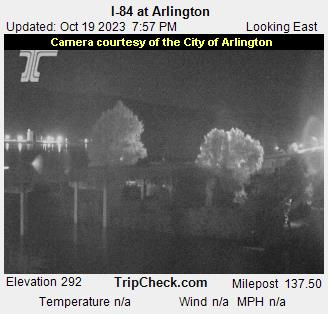 I-84 at Arlington
Updated: Oct 19 2023 7:57 PM Looking East
Camera courtesy of the City of Arlington
Elevation 292 TripCheck.com Milepost 137.50
Temperature n/a Wind n/a MPH n/a